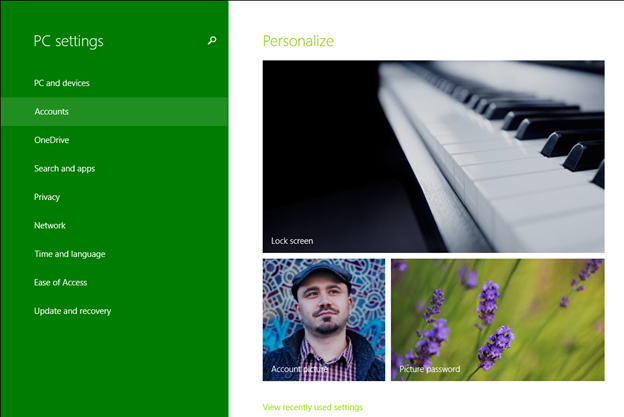 PC settings
PC and devices
Accounts
OneDrive
Search and apps
Privacy
Network
Time and language
Ease of Access
Update and recovery
Personalize
Lock screen
Account picture
Picture password
View recently used settings